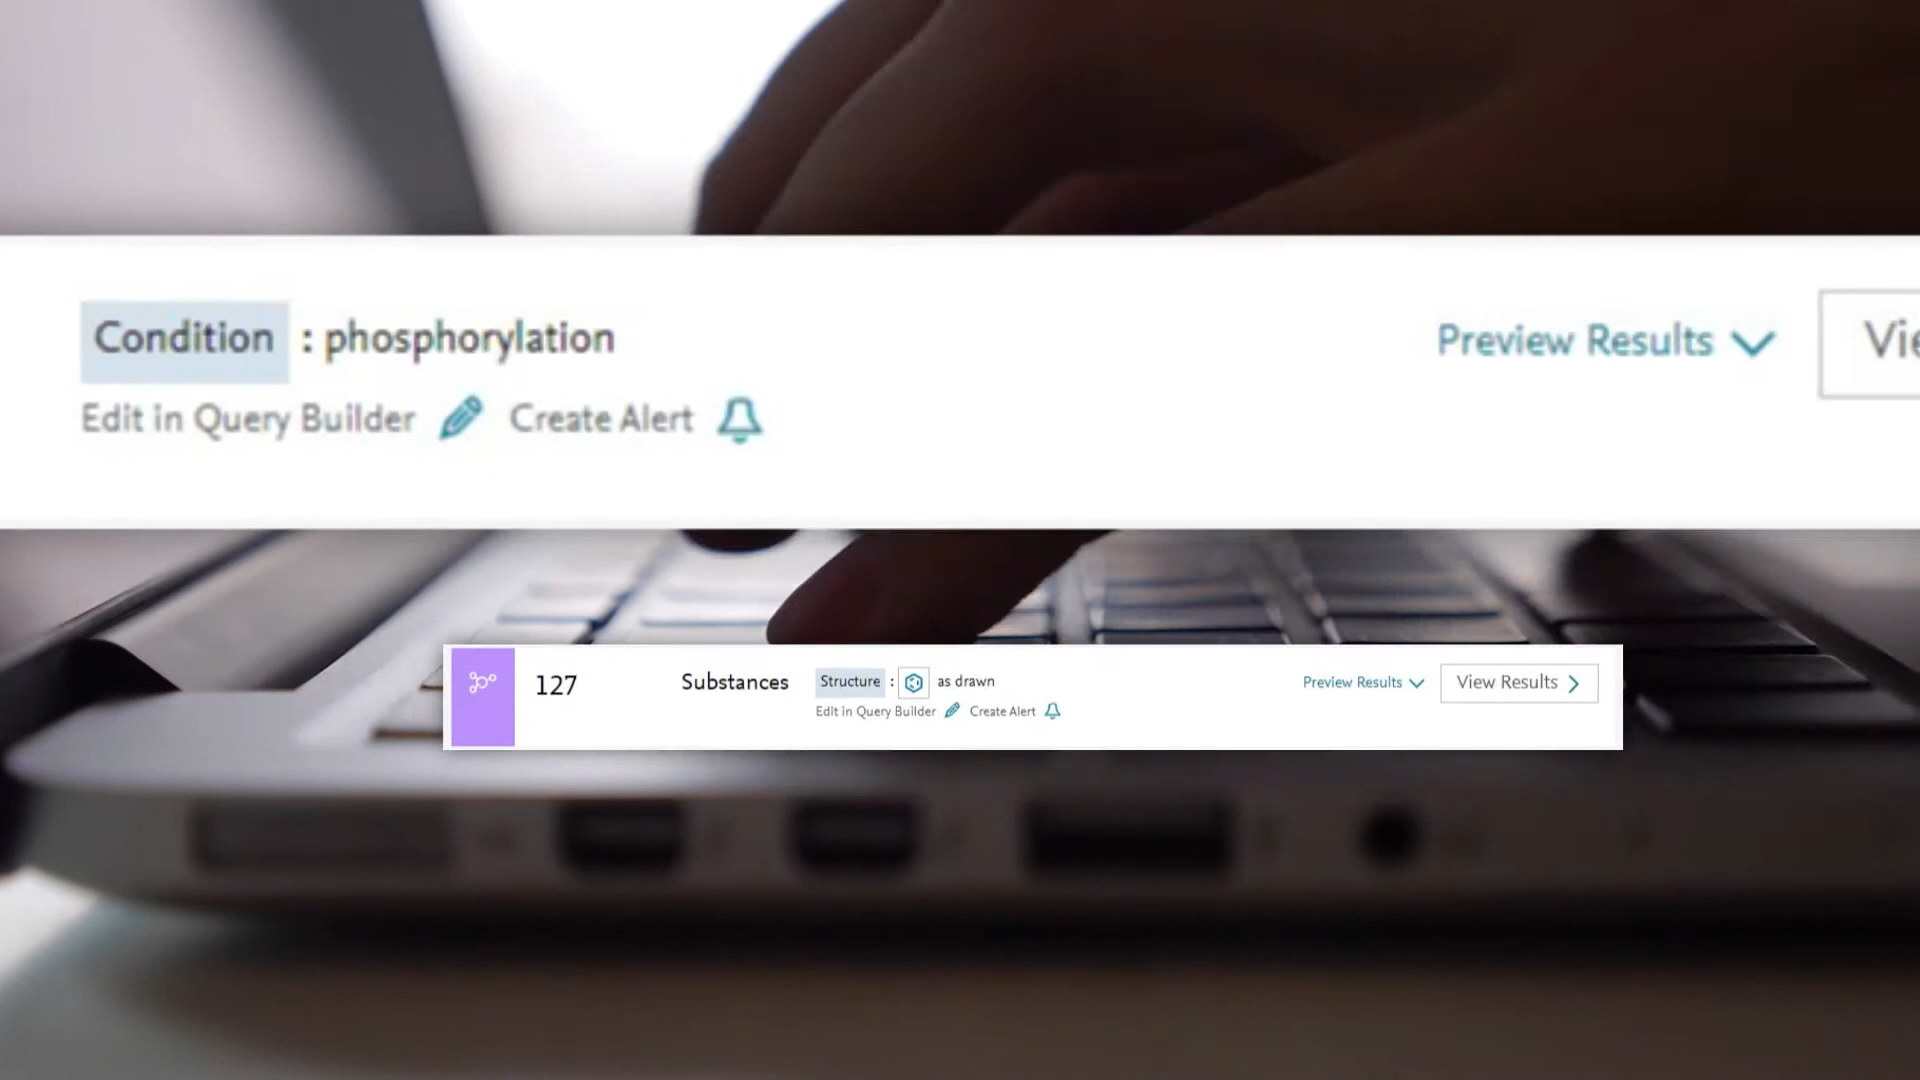 Condition : phosphorylation
Preview Results
Edit in Query Builder Create Alert
127 Substances Structure : as drawn
Preview Results View Results
Edit in Query Builder Create Alert